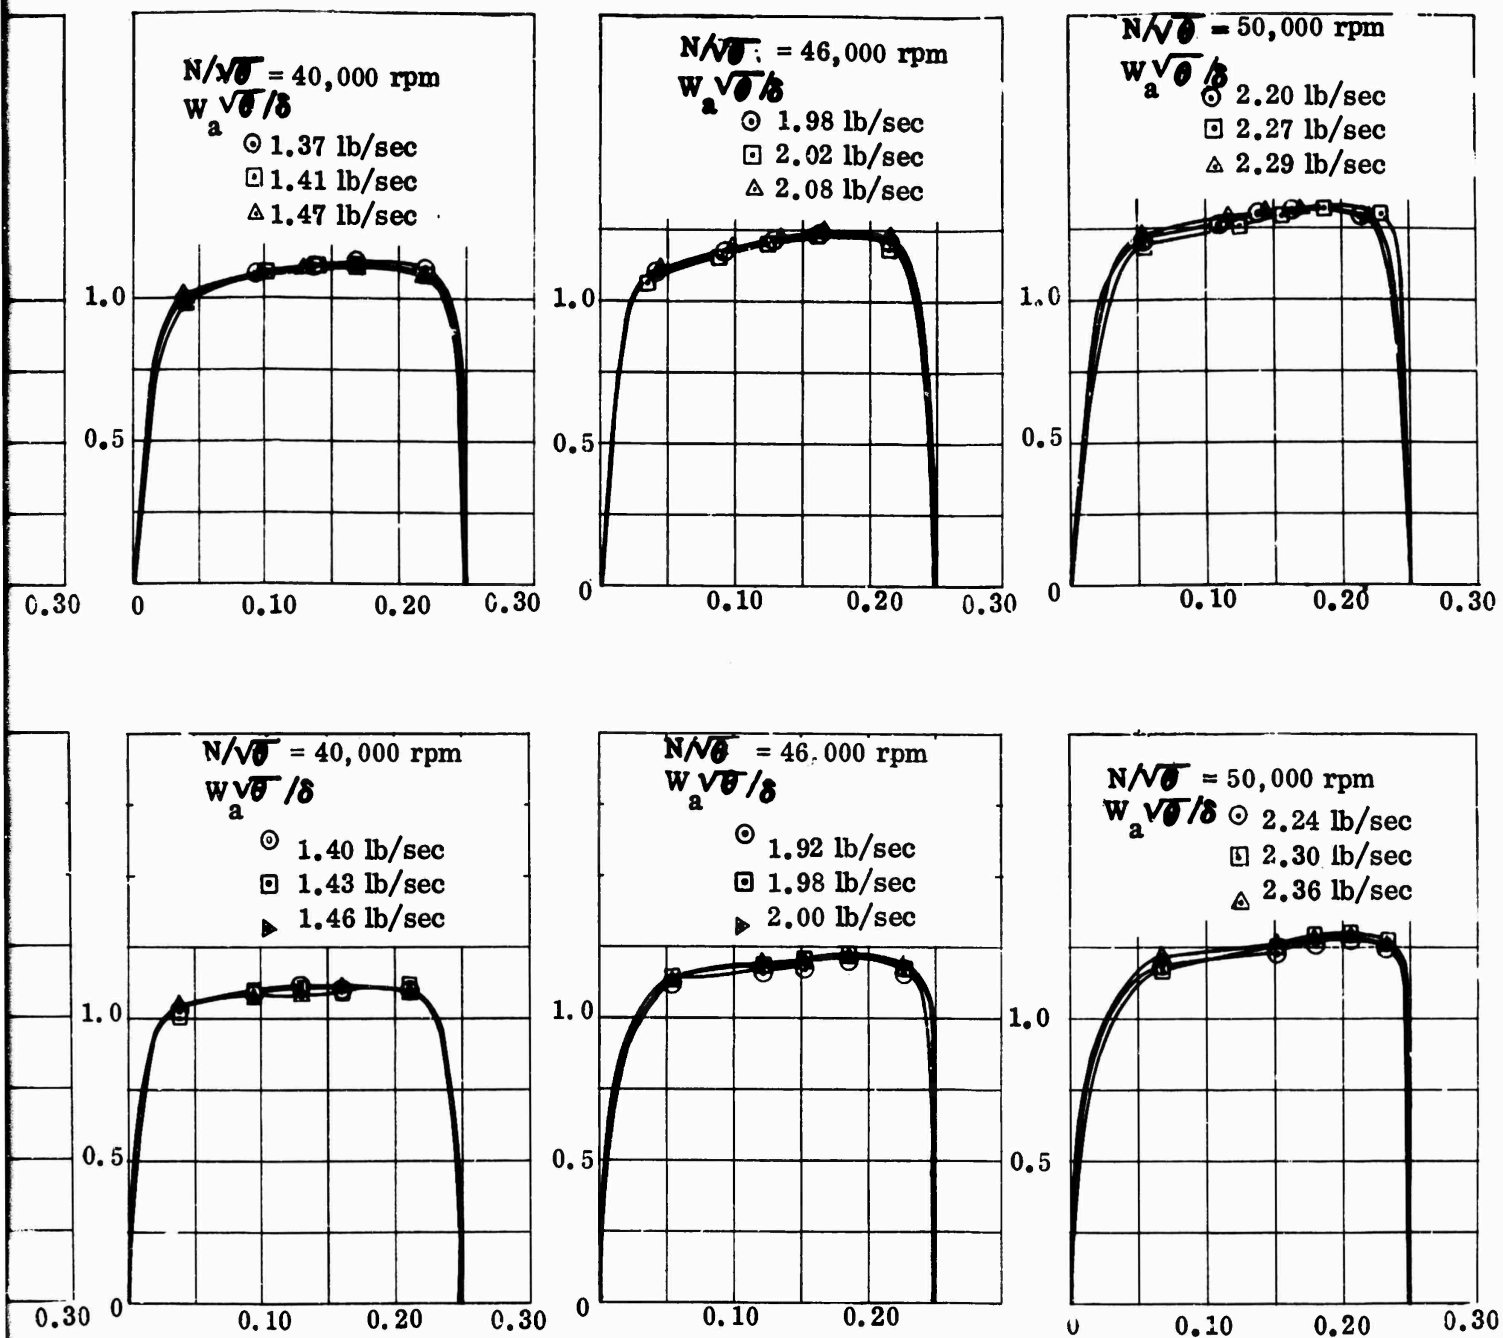 N/√θ = 40,000 rpm
Wa√θ/δ
⊙ 1.37 lb/sec
⊡ 1.41 lb/sec
△ 1.47 lb/sec
1.0
0.5
0.30
0
0.10
0.20
0.30
N/√θ = 46,000 rpm
Wa√θ/δ
⊙ 1.98 lb/sec
⊡ 2.02 lb/sec
△ 2.08 lb/sec
1.0
0.5
0
0.10
0.20
0.30
N/√θ = 50,000 rpm
Wa√θ/δ
⊙ 2.20 lb/sec
⊡ 2.27 lb/sec
△ 2.29 lb/sec
1.0
0.5
0
0.10
0.20
0.30
N/√θ = 40,000 rpm
Wa√θ/δ
⊙ 1.40 lb/sec
⊡ 1.43 lb/sec
▶ 1.46 lb/sec
1.0
0.5
0
0.30
0.10
0.20
0.30
N/√θ = 46.000 rpm
Wa√θ/δ
⊙ 1.92 lb/sec
⊡ 1.98 lb/sec
▶ 2.00 lb/sec
1.0
0.5
0
0.10
0.20
0.30
N/√θ = 50,000 rpm
Wa√θ/δ
⊙ 2.24 lb/sec
⊡ 2.30 lb/sec
△ 2.36 lb/sec
1.0
0.5
0
0.10
0.20
0.30